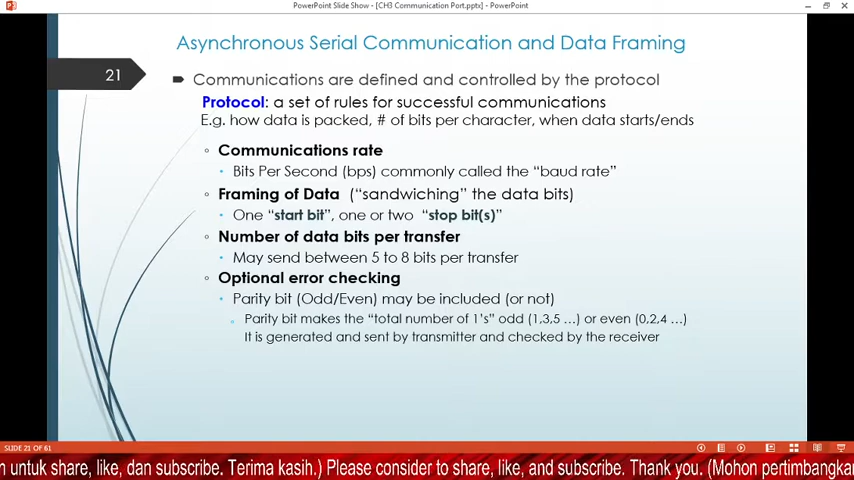 PowerPoint Slide Show - [CH3 Communication Port.pptx] - PowerPoint
Asynchronous Serial Communication and Data Framing
21
Communications are defined and controlled by the protocol
Protocol: a set of rules for successful communications
E.g. how data is packed, # of bits per character, when data starts/ends
Communications rate
Bits Per Second (bps) commonly called the “baud rate”
Framing of Data (“sandwiching” the data bits)
One “start bit”, one or two “stop bit(s)”
Number of data bits per transfer
May send between 5 to 8 bits per transfer
Optional error checking
Parity bit (Odd/Even) may be included (or not)
Parity bit makes the “total number of 1’s” odd (1,3,5 …) or even (0,2,4 …)
It is generated and sent by transmitter and checked by the receiver
SLIDE 21 OF 61
untuk share, like, dan subscribe. Terima kasih.) Please consider to share, like, and subscribe. Thank you. (Mohon